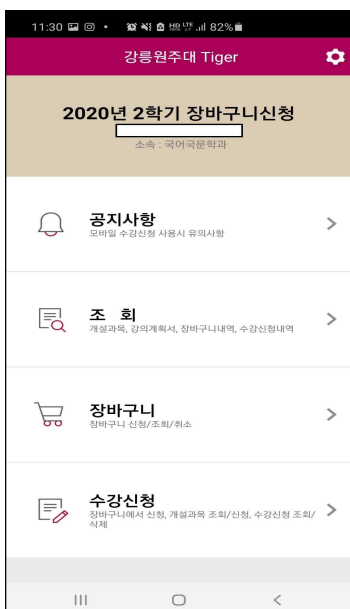 11:30 82%
강릉원주대 Tiger
2020년 2학기 장바구니신청
소속 : 국어국문학과
공지사항
모바일 수강신청 사용시 유의사항
조 회
개설과목, 강의계획서, 장바구니내역, 수강신청내역
장바구니
장바구니 신청/조회/취소
수강신청
장바구니에서 신청, 개설과목 조회/신청, 수강신청 조회/
삭제